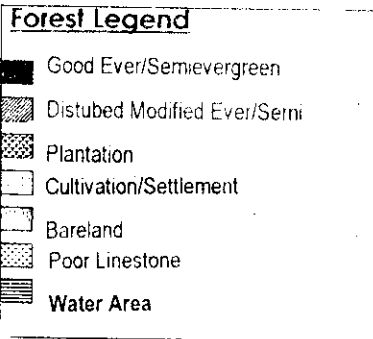 Forest Legend
Good Ever/Semievergreen
Distubed Modified Ever/Semi
Plantation
Cultivation/Settlement
Bareland
Poor Linestone
Water Area